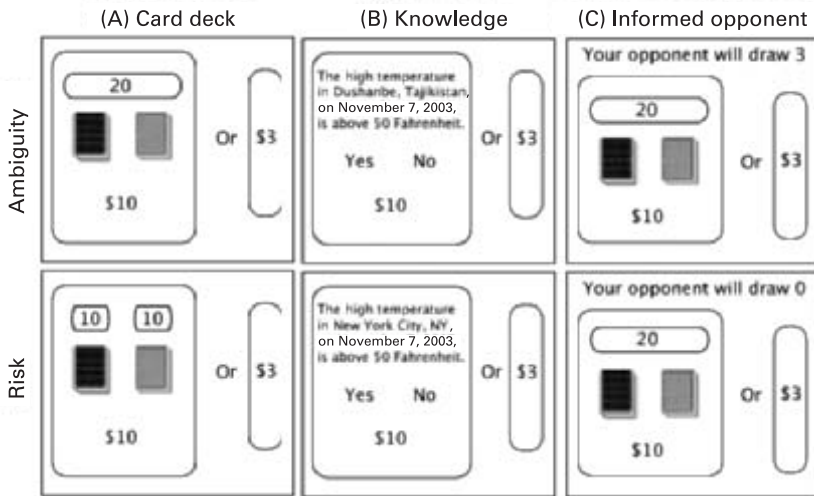 (A) Card deck
(B) Knowledge
(C) Informed opponent
Ambiguity
20
Or
$3
$10
The high temperature
in Dushanbe, Tajikistan,
on November 7, 2003,
is above 50 Fahrenheit.
Yes No
$10
Or
$3
Your opponent will draw 3
20
Or
$3
$10
Risk
10 10
Or
$3
$10
The high temperature
in New York City, NY,
on November 7, 2003,
is above 50 Fahrenheit.
Yes No
$10
Or
$3
Your opponent will draw 0
20
Or
$3
$10